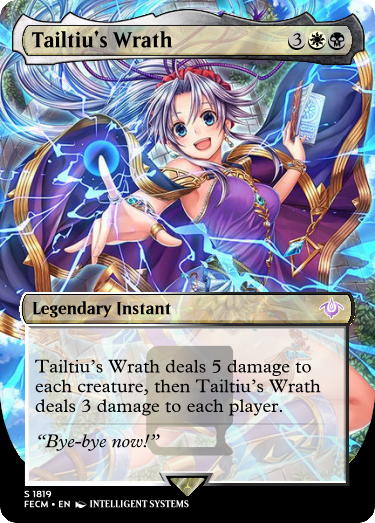 Tailtiu's Wrath 3
Legendary Instant
Tailtiu's Wrath deals 5 damage to
each creature, then Tailtiu's Wrath
deals 3 damage to each player.
“Bye-bye now!”
S 1819
FECM • EN INTELLIGENT SYSTEMS